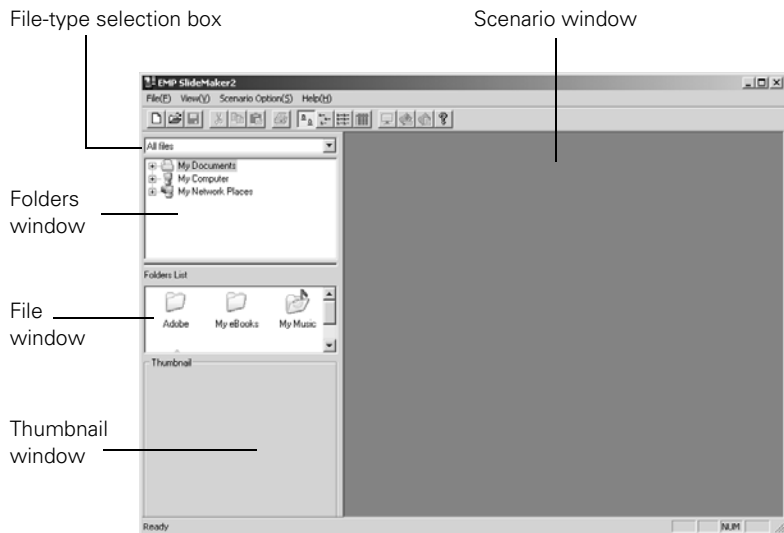 File-type selection box
Scenario window
EMP SlideMaker2
File(F) View(V) Scenario Option(S) Help(H)
All files
My Documents
My Computer
My Network Places
Folders window
Folders List
Adobe
My eBooks
My Music
File window
Thumbnail
Thumbnail window
Ready
NUM